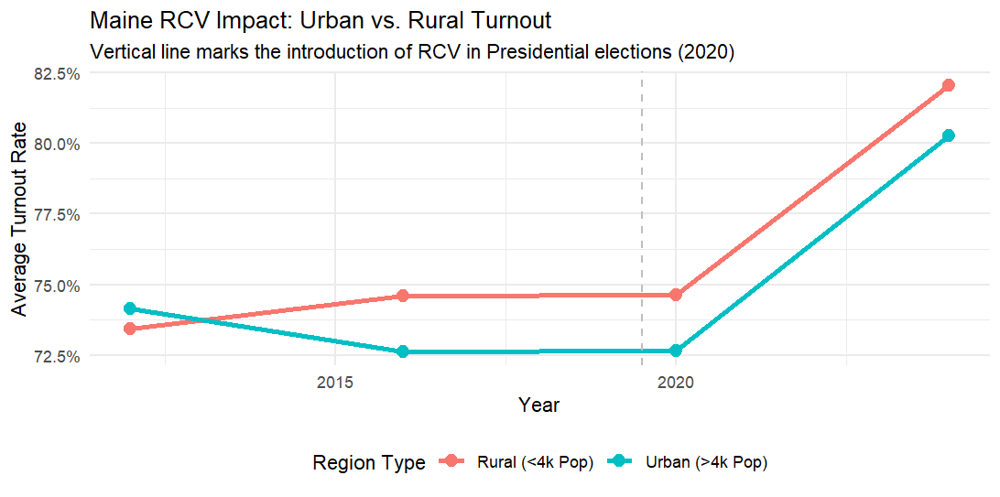 Maine RCV Impact: Urban vs. Rural Turnout
Vertical line marks the introduction of RCV in Presidential elections (2020)
82.5%
80.0%
77.5%
75.0%
72.5%
Average Turnout Rate
2015
2020
Year
Region Type
Rural (<4k Pop)
Urban (>4k Pop)